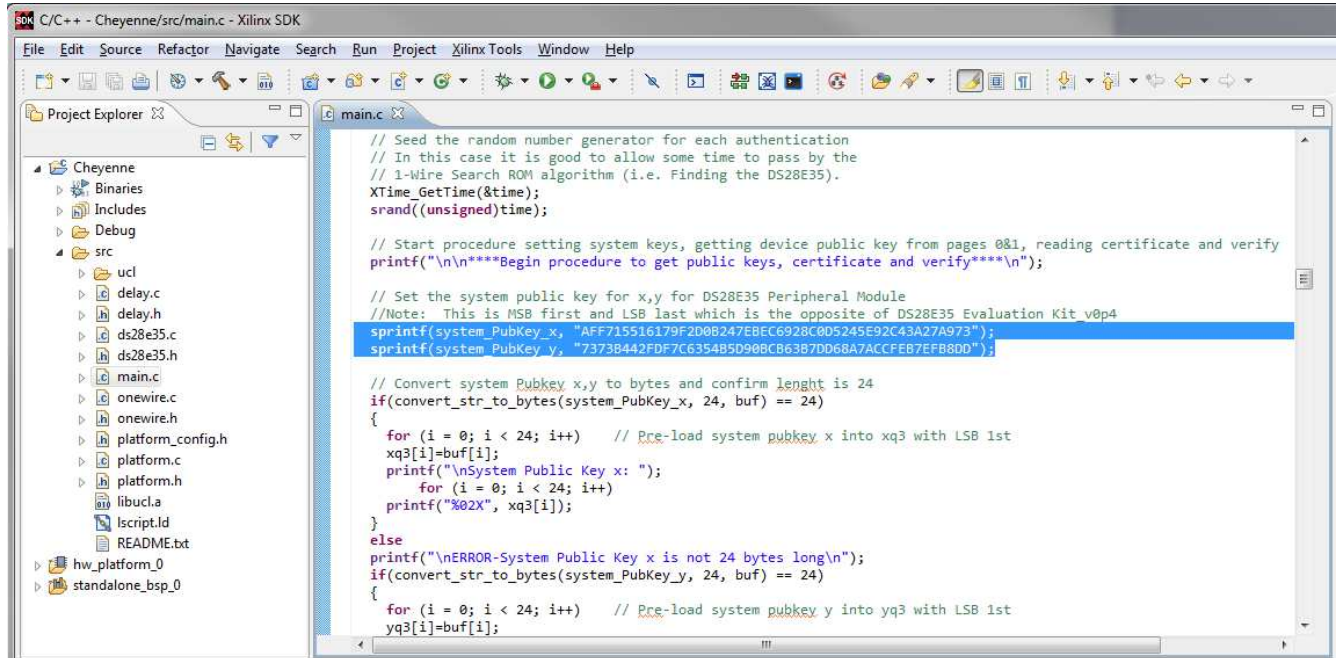 SDK C/C++ - Cheyenne/src/main.c - Xilinx SDK
File Edit Source Refactor Navigate Search Run Project Xilinx Tools Window Help
Project Explorer
Cheyenne
Binaries
Includes
Debug
src
ucl
delay.c
delay.h
ds28e35.c
ds28e35.h
main.c
onewire.c
onewire.h
platform_config.h
platform.c
platform.h
libucl.a
lscript.ld
README.txt
hw_platform_0
standalone_bsp_0
main.c
// Seed the random number generator for each authentication
// In this case it is good to allow some time to pass by the
// 1-Wire Search ROM algorithm (i.e. Finding the DS28E35).
XTime_GetTime(&time);
srand((unsigned)time);
// Start procedure setting system keys, getting device public key from pages 0&1, reading certificate and verify
printf("\n\n****Begin procedure to get public keys, certificate and verify****\n");
// Set the system public key for x,y for DS28E35 Peripheral Module
//Note: This is MSB first and LSB last which is the opposite of DS28E35 Evaluation Kit_v0p4
sprintf(system_PubKey_x, "AFF715516179F2D0B247EBEC6928C0D5245E92C43A27A973");
sprintf(system_PubKey_y, "7373B442FDF7C6354B5D90BCB63B7DD68A7ACCFEB7EFB8DD");
// Convert system Pubkey x,y to bytes and confirm lenght is 24
if(convert_str_to_bytes(system_PubKey_x, 24, buf) == 24)
{
for (i = 0; i < 24; i++) // Pre-load system pubkey x into xq3 with LSB 1st
xq3[i]=buf[i];
printf("\nSystem Public Key x: ");
for (i = 0; i < 24; i++)
printf("%02X", xq3[i]);
}
else
printf("\nERROR-System Public Key x is not 24 bytes long\n");
if(convert_str_to_bytes(system_PubKey_y, 24, buf) == 24)
{
for (i = 0; i < 24; i++) // Pre-load system pubkey y into yq3 with LSB 1st
yq3[i]=buf[i];